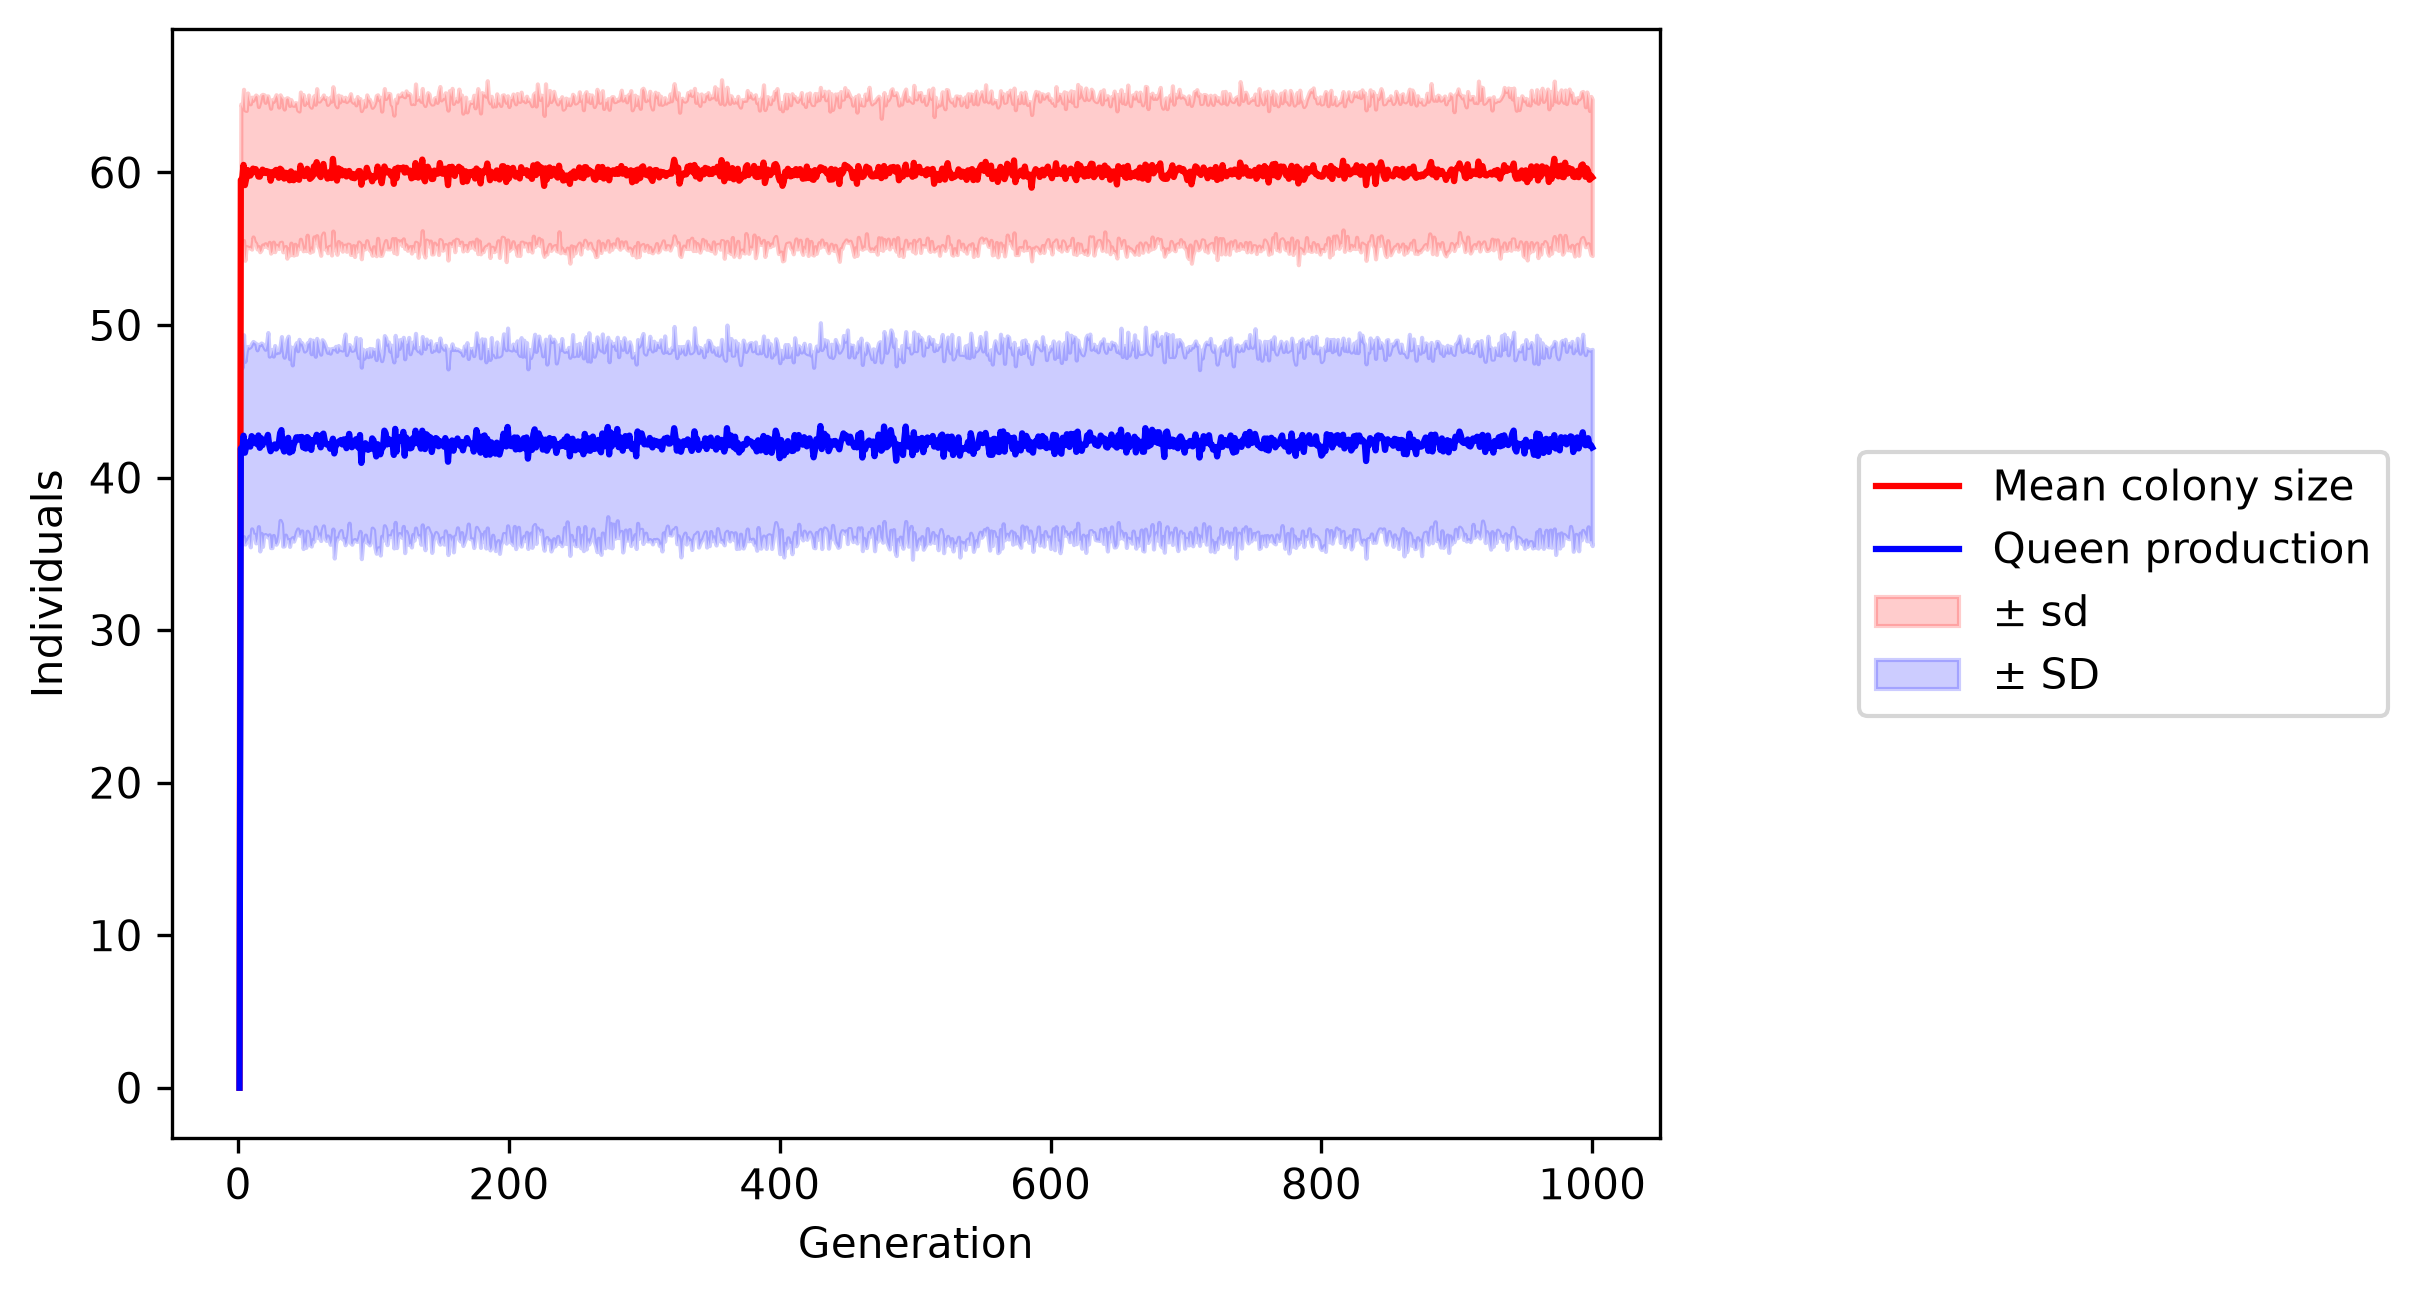 60
50
40
30
20
10
0
Individuals
0 200 400 600 800 1000
Generation
Mean colony size
Queen production
± sd
± SD